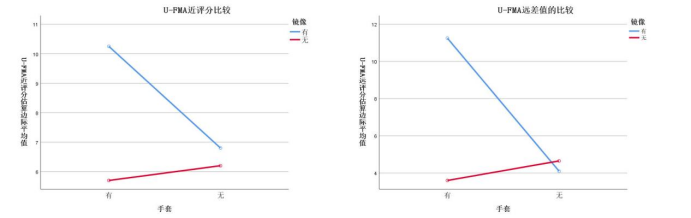 U-FMA近评分比较
镜像
有
无
11
10
9
8
7
6
U-FMA近评分估算边际平均值
有
无
手套
U-FMA远差值的比较
镜像
有
无
12
10
8
6
4
U-FMA近评分估算边际平均值
有
无
手套